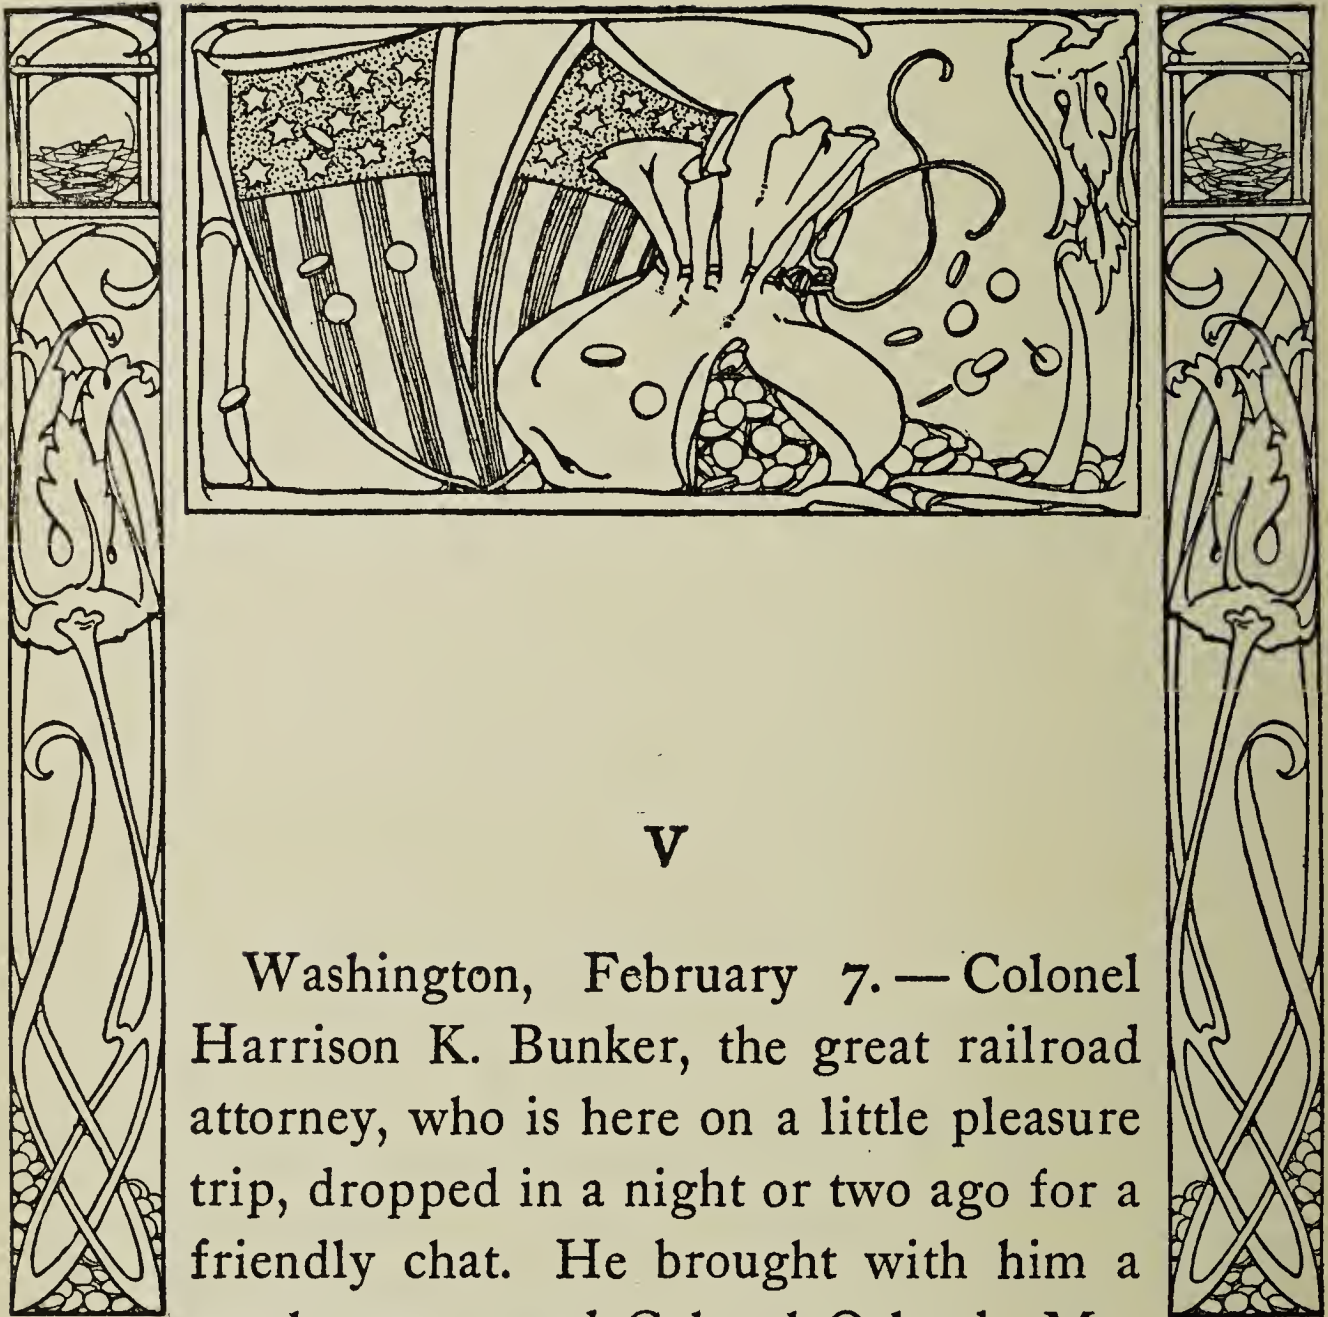 V
Washington, February 7. — Colonel
Harrison K. Bunker, the great railroad
attorney, who is here on a little pleasure
trip, dropped in a night or two ago for a
friendly chat. He brought with him a